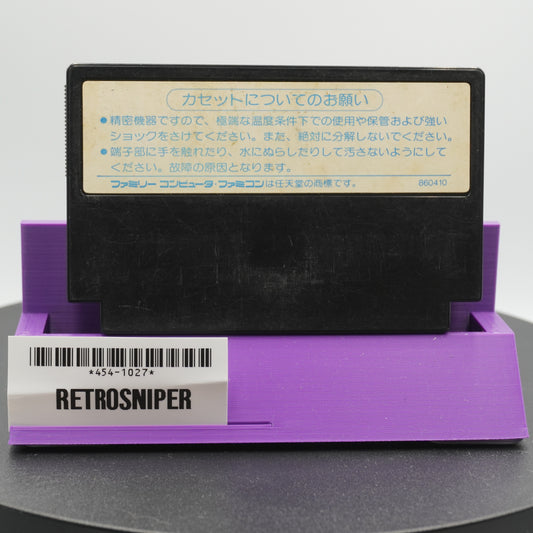 カセットについてのお願い
●精密機器ですので、極端な温度条件下での使用や保管および強い
ショックをさけてください。また、絶対に分解しないでください。
●端子部に手を触れたり、水にぬらしたりして汚さないようにして
ください。故障の原因となります。
ファミリーコンピュータ・ファミコンは任天堂の商標です。 860410
*454-1027*
RETROSNIPER